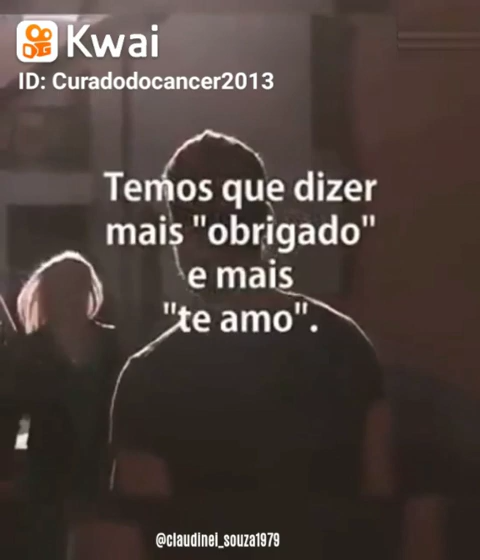 Kwai
ID: Curadodocancer2013
Temos que dizer
mais "obrigado"
e mais
"te amo".
@claudinei_souza1979